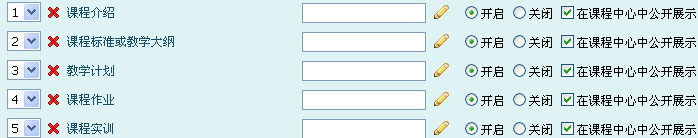 1 课程介绍 开启 关闭 在课程中心中公开展示
2 课程标准或教学大纲 开启 关闭 在课程中心中公开展示
3 教学计划 开启 关闭 在课程中心中公开展示
4 课程作业 开启 关闭 在课程中心中公开展示
5 课程实训 开启 关闭 在课程中心中公开展示